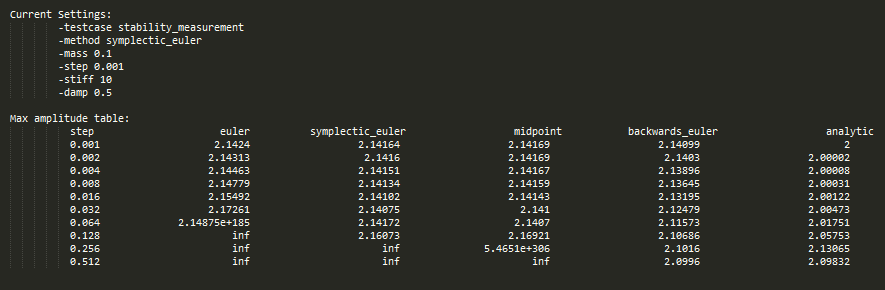 Current Settings:
-testcase stability_measurement
-method symplectic_euler
-mass 0.1
-step 0.001
-stiff 10
-damp 0.5
Max amplitude table:
step euler symplectic_euler midpoint backwards_euler analytic
0.001 2.1424 2.14164 2.14169 2.14099 2
0.002 2.14313 2.1416 2.14169 2.1403 2.00002
0.004 2.14463 2.14151 2.14167 2.13896 2.00008
0.008 2.14779 2.14134 2.14159 2.13645 2.00031
0.016 2.15492 2.14102 2.14143 2.13195 2.00122
0.032 2.17261 2.14075 2.141 2.12479 2.00473
0.064 2.14875e+185 2.14172 2.1407 2.11573 2.01751
0.128 inf 2.16073 2.16921 2.10686 2.05753
0.256 inf inf 5.4651e+306 2.1016 2.13065
0.512 inf inf inf 2.0996 2.09832